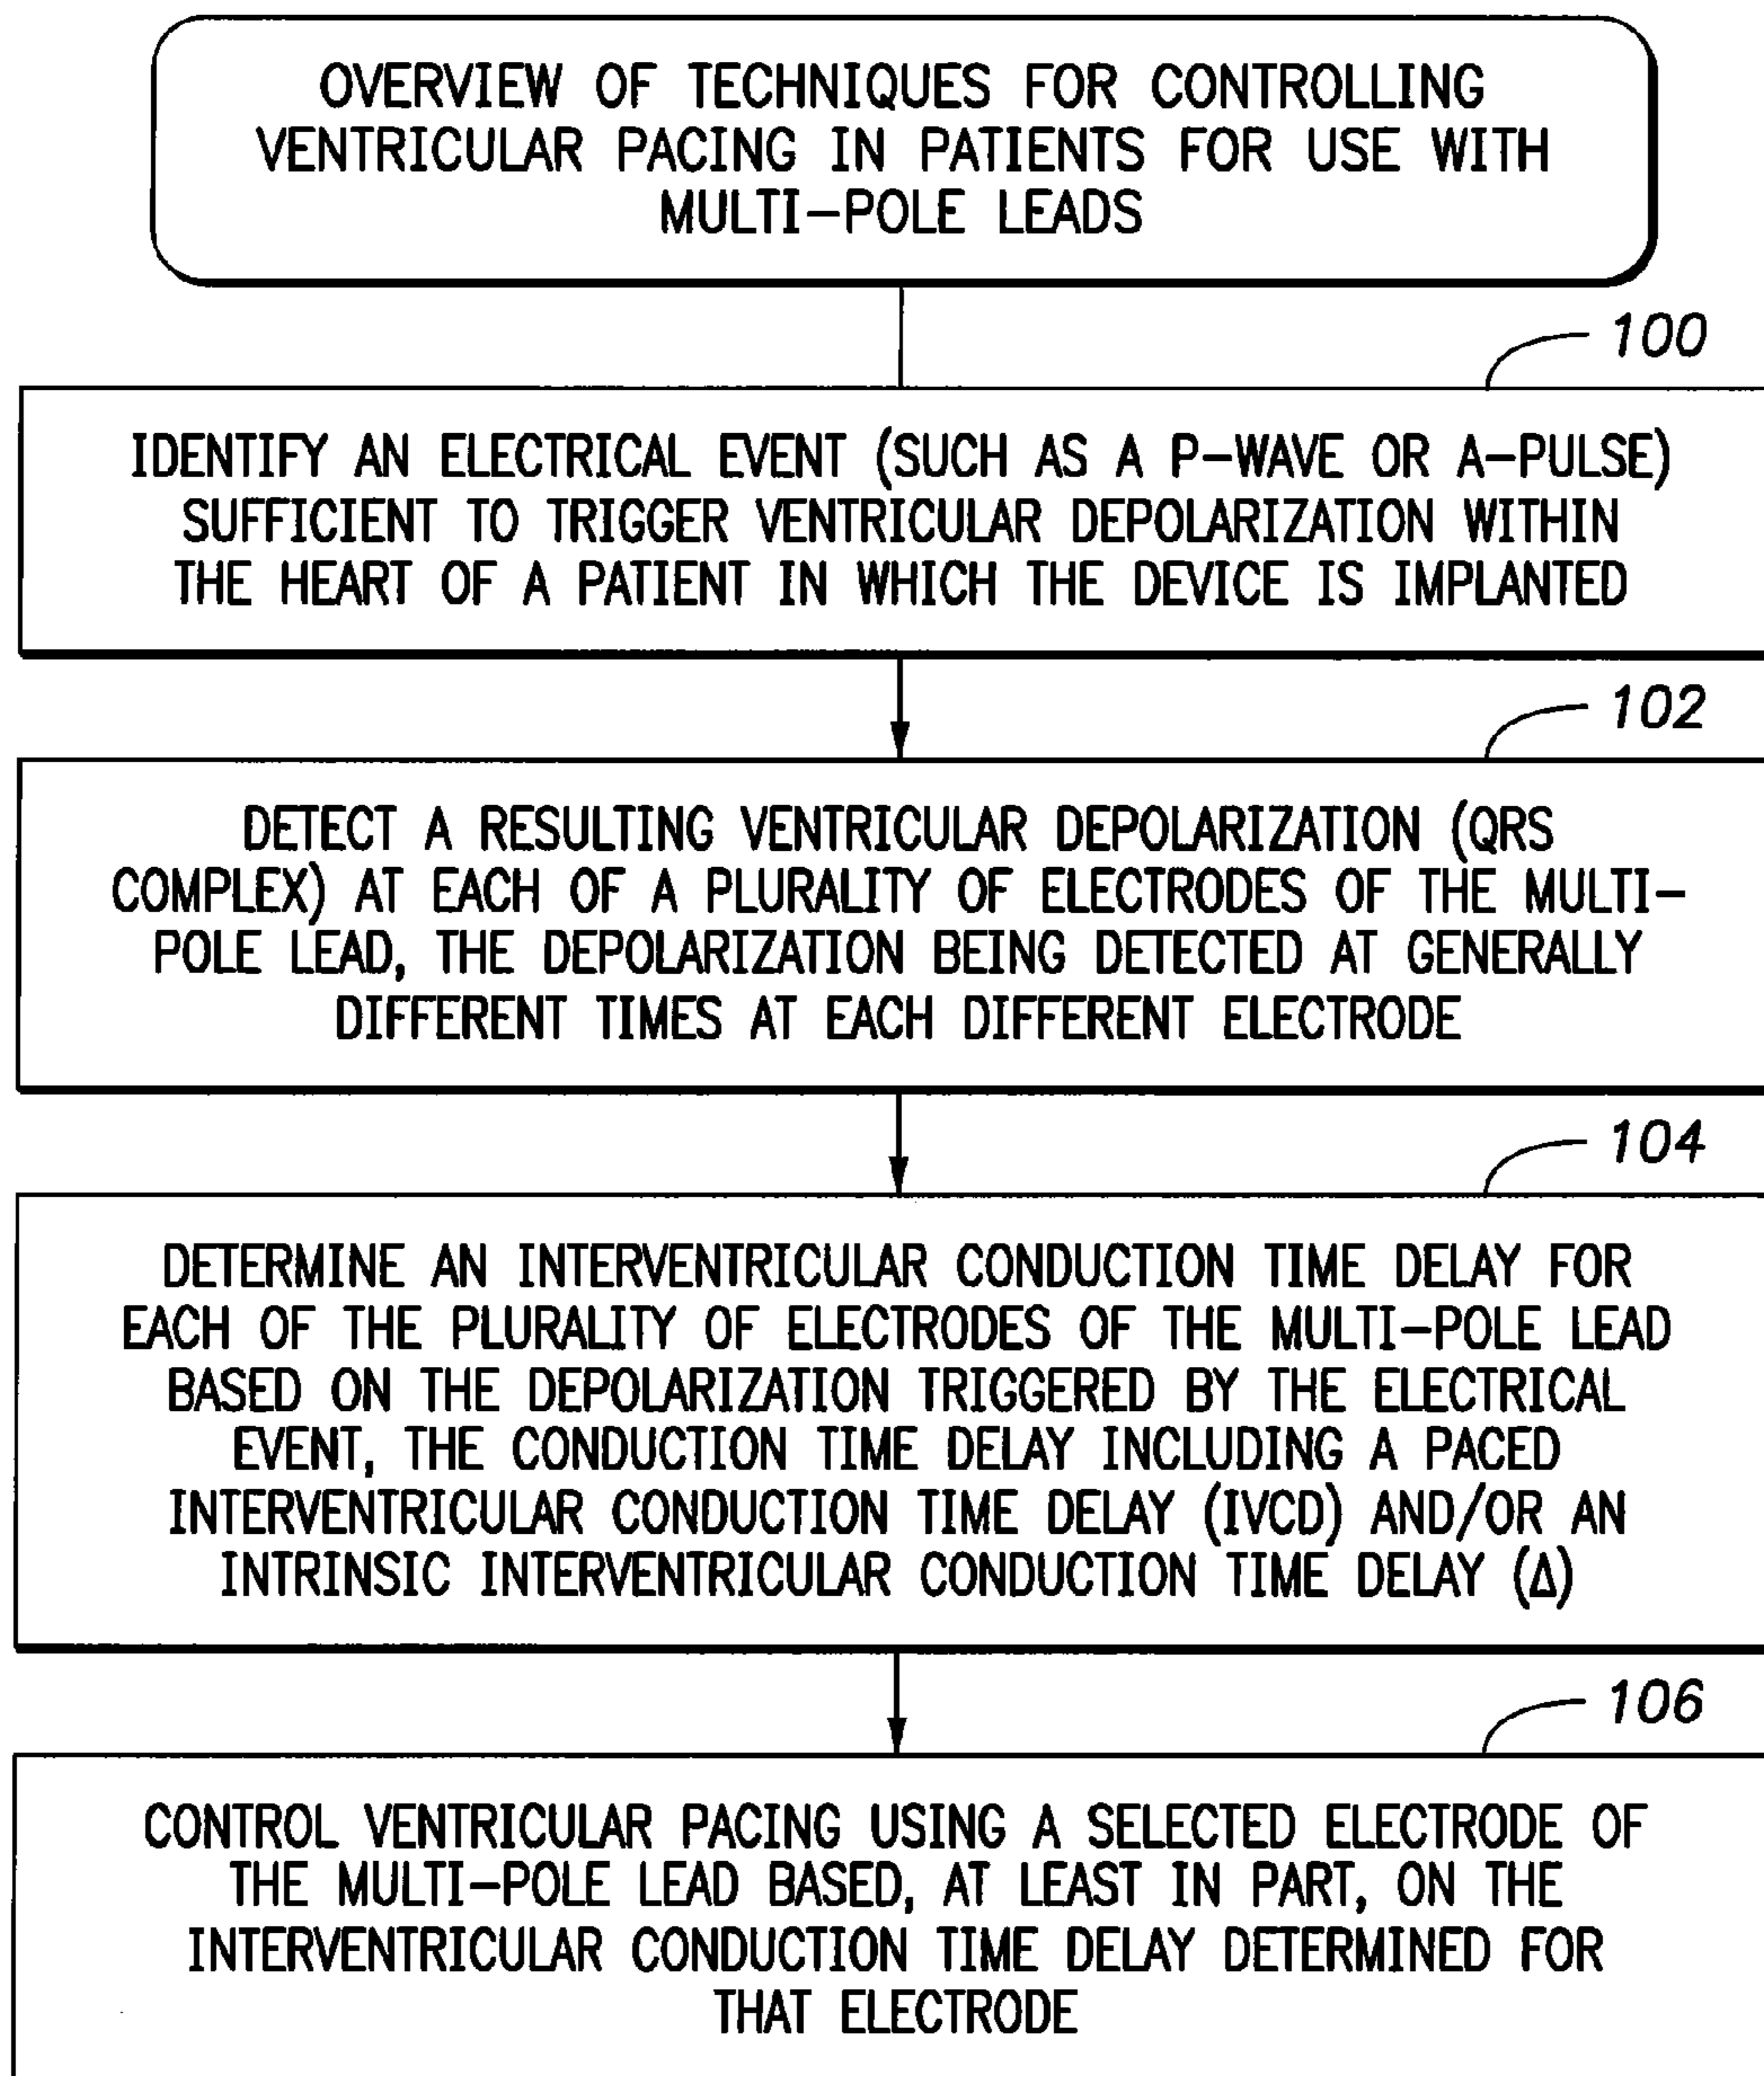 OVERVIEW OF TECHNIQUES FOR CONTROLLING
VENTRICULAR PACING IN PATIENTS FOR USE WITH
MULTI-POLE LEADS
100
IDENTIFY AN ELECTRICAL EVENT (SUCH AS A P-WAVE OR A-PULSE)
SUFFICIENT TO TRIGGER VENTRICULAR DEPOLARIZATION WITHIN
THE HEART OF A PATIENT IN WHICH THE DEVICE IS IMPLANTED
102
DETECT A RESULTING VENTRICULAR DEPOLARIZATION (QRS
COMPLEX) AT EACH OF A PLURALITY OF ELECTRODES OF THE MULTI-
POLE LEAD, THE DEPOLARIZATION BEING DETECTED AT GENERALLY
DIFFERENT TIMES AT EACH DIFFERENT ELECTRODE
104
DETERMINE AN INTERVENTRICULAR CONDUCTION TIME DELAY FOR
EACH OF THE PLURALITY OF ELECTRODES OF THE MULTI-POLE LEAD
BASED ON THE DEPOLARIZATION TRIGGERED BY THE ELECTRICAL
EVENT, THE CONDUCTION TIME DELAY INCLUDING A PACED
INTERVENTRICULAR CONDUCTION TIME DELAY (IVCD) AND/OR AN
INTRINSIC INTERVENTRICULAR CONDUCTION TIME DELAY (Δ)
106
CONTROL VENTRICULAR PACING USING A SELECTED ELECTRODE OF
THE MULTI-POLE LEAD BASED, AT LEAST IN PART, ON THE
INTERVENTRICULAR CONDUCTION TIME DELAY DETERMINED FOR
THAT ELECTRODE